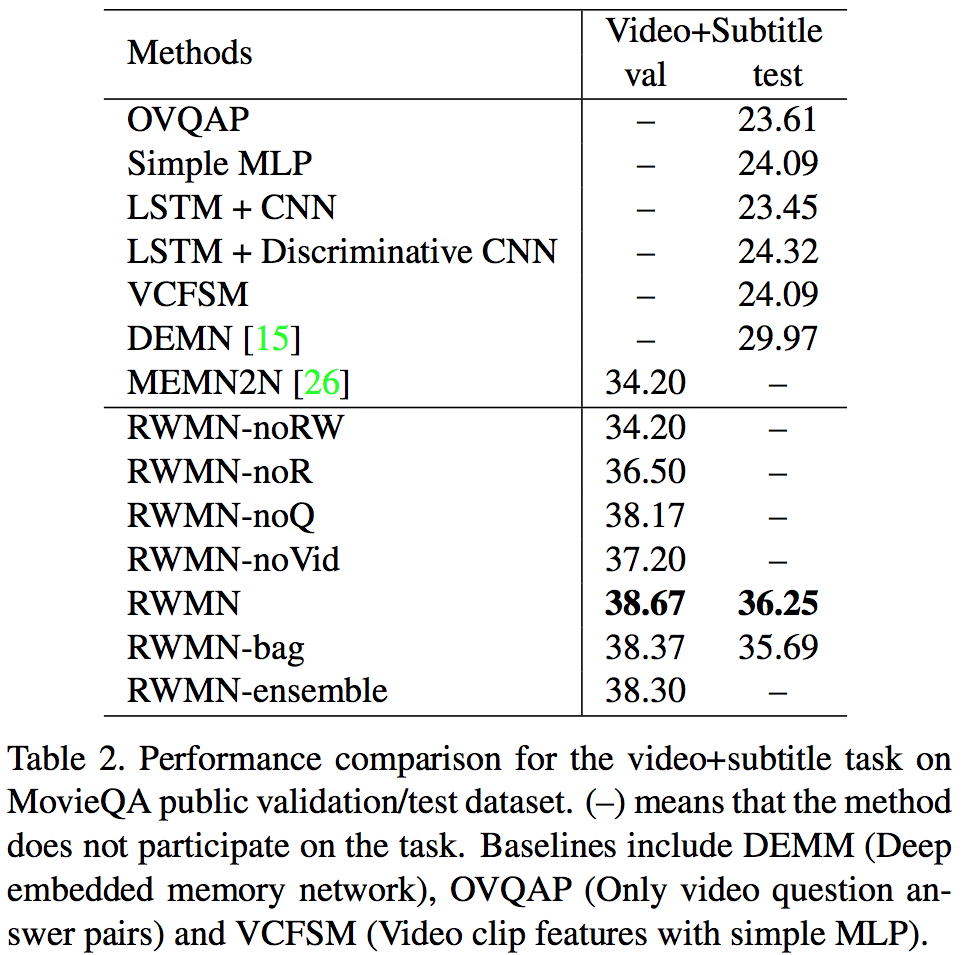 Methods Video+Subtitle
val test
OVQAP – 23.61
Simple MLP – 24.09
LSTM + CNN – 23.45
LSTM + Discriminative CNN – 24.32
VCFSM – 24.09
DEMN [15] – 29.97
MEMN2N [26] 34.20 –
RWMN-noRW 34.20 –
RWMN-noR 36.50 –
RWMN-noQ 38.17 –
RWMN-noVid 37.20 –
RWMN 38.67 36.25
RWMN-bag 38.37 35.69
RWMN-ensemble 38.30 –
Table 2. Performance comparison for the video+subtitle task on
MovieQA public validation/test dataset. (–) means that the method
does not participate on the task. Baselines include DEMM (Deep
embedded memory network), OVQAP (Only video question an-
swer pairs) and VCFSM (Video clip features with simple MLP).